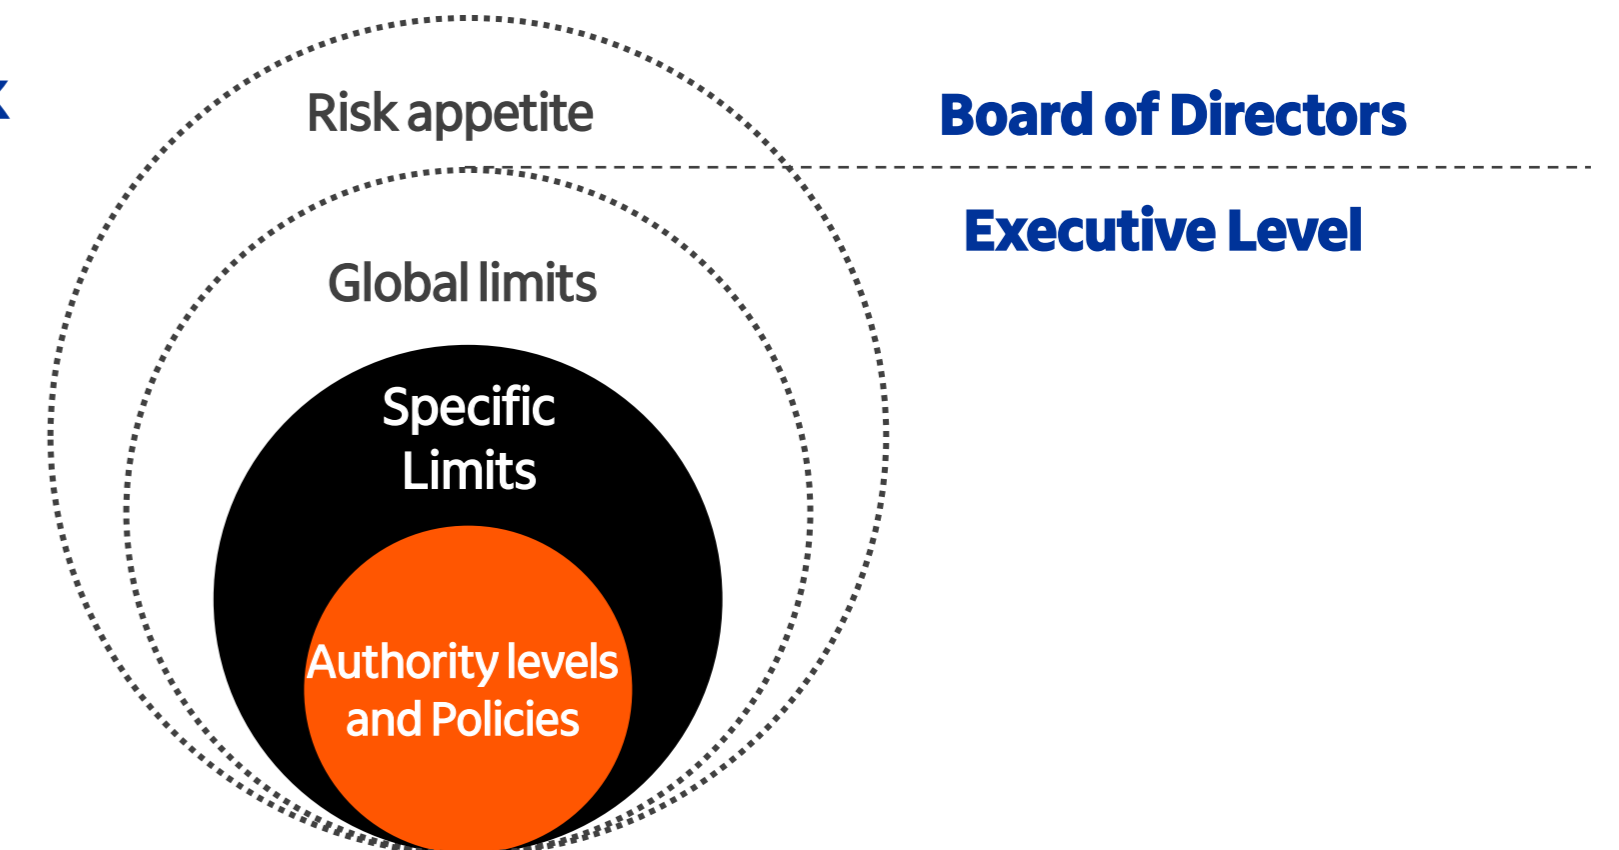 Risk appetite
Board of Directors
Executive Level
Global limits
Specific
Limits
Authority levels
and Policies